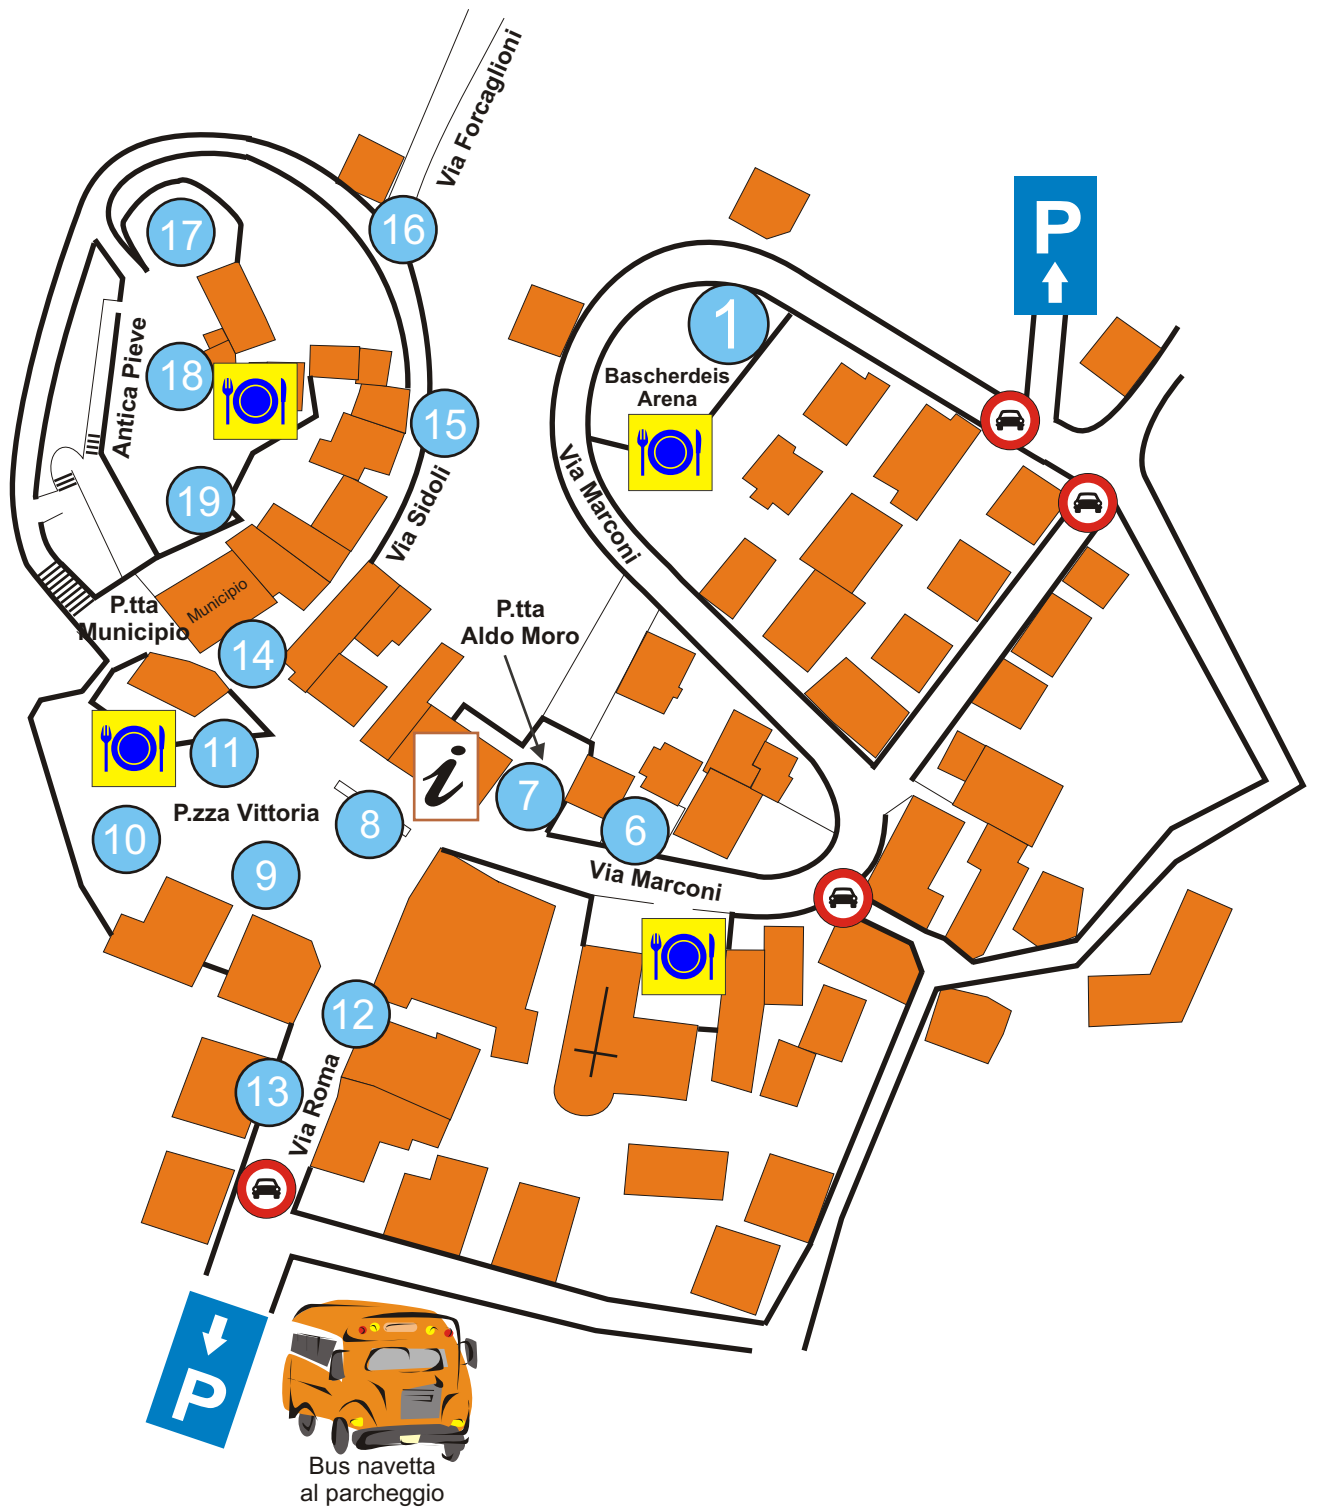 Via Forcaglioni
P
17
16
1
Bascherdeis
Arena
Antica Pieve
18
15
Via Marconi
19
Via Sidoli
Municipio
P.tta
Municipio
P.tta
Aldo Moro
14
11
i
7
P.zza Vittoria
10
8
6
9
Via Marconi
12
13
Via Roma
P
Bus navetta
al parcheggio